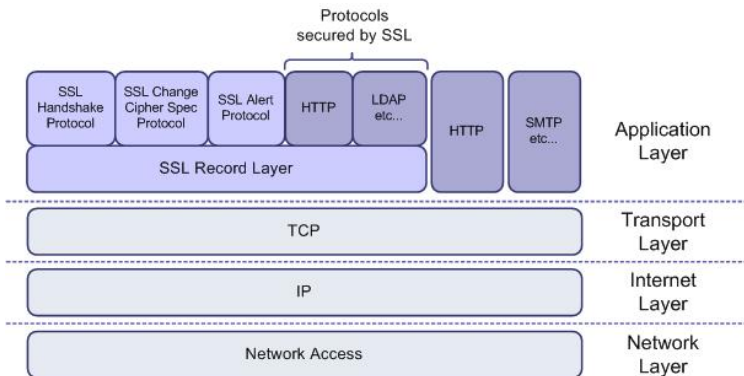 Protocols
secured by SSL
SSL
Handshake
Protocol
SSL Change
Cipher Spec
Protocol
SSL Alert
Protocol
HTTP
LDAP
etc...
HTTP
SMTP
etc...
SSL Record Layer
Application
Layer
TCP
Transport
Layer
IP
Internet
Layer
Network Access
Network
Layer